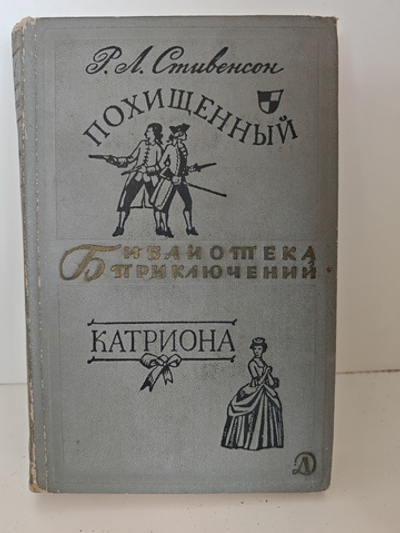 Р. Л. Стивенсон
ПОХИЩЕННЫЙ
БИБЛИОТЕКА
ПРИКЛЮЧЕНИЙ
КАТРИОНА
Д